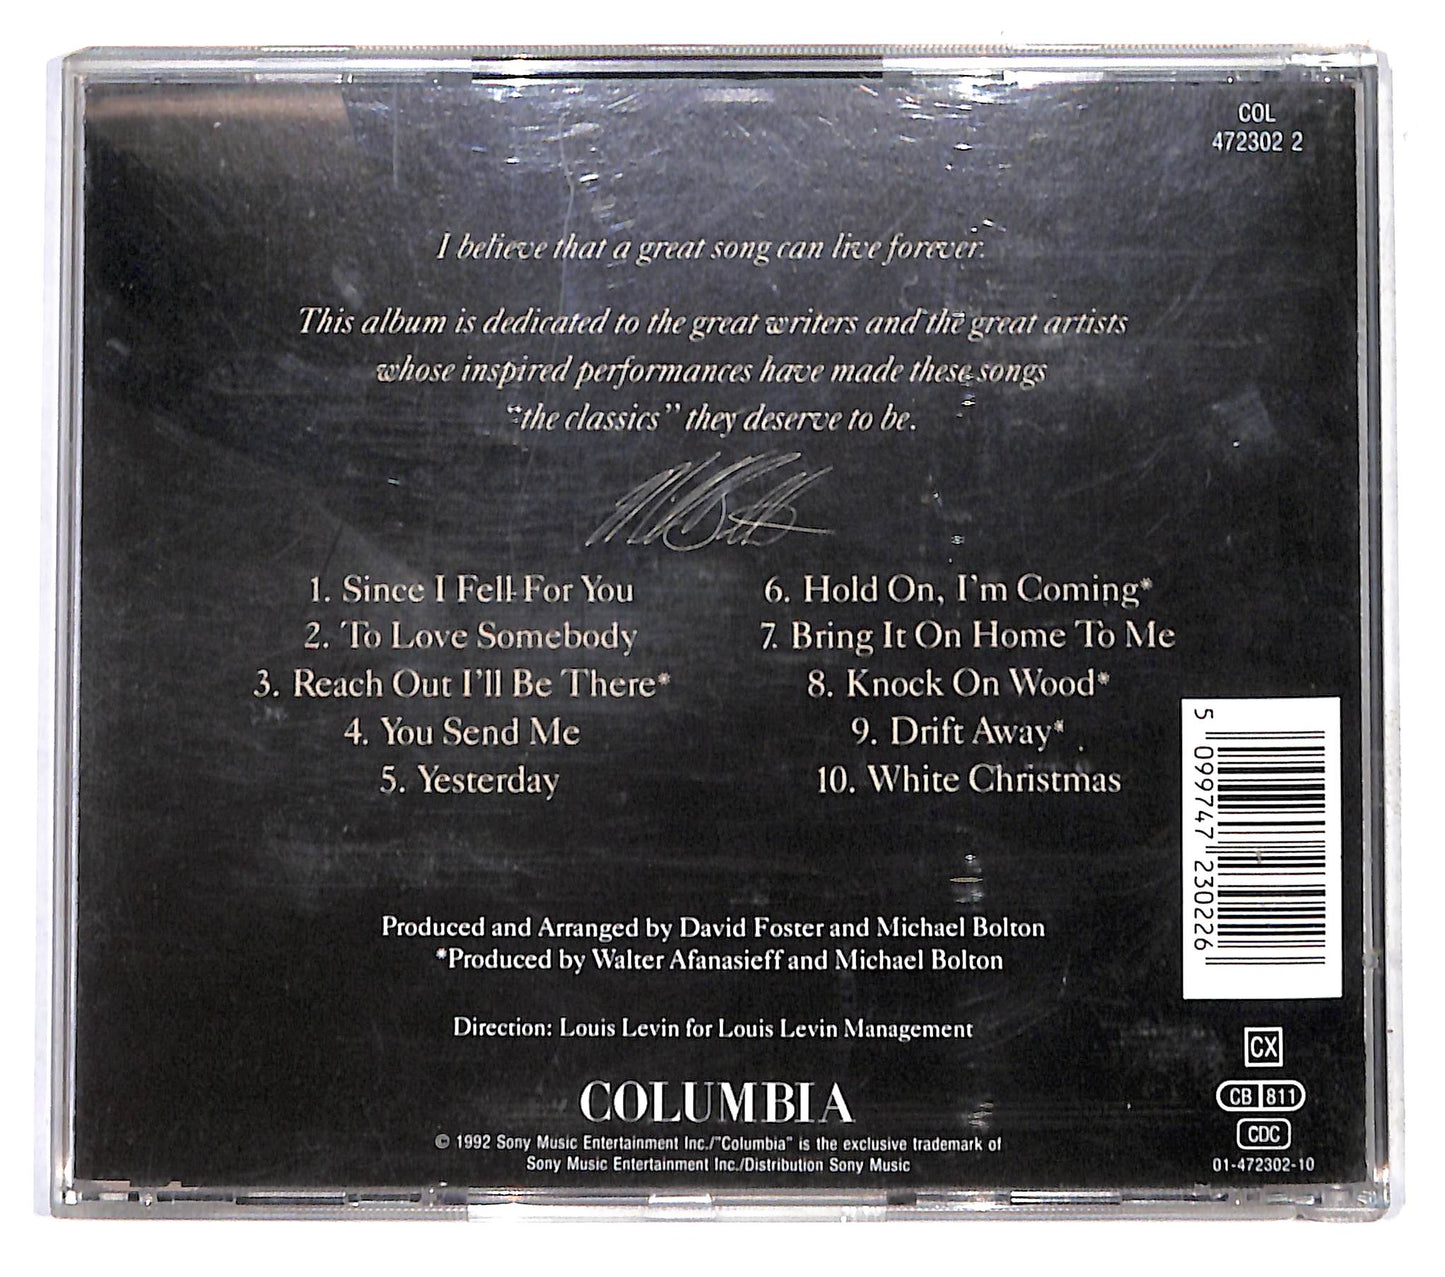 COL
472302 2
I believe that a great song can live forever.
This album is dedicated to the great writers and the great artists
whose inspired performances have made these songs
"the classics" they deserve to be.
1. Since I Fell For You
2. To Love Somebody
3. Reach Out I'll Be There*
4. You Send Me
5. Yesterday
6. Hold On, I'm Coming*
7. Bring It On Home To Me
8. Knock On Wood*
9. Drift Away*
10. White Christmas
5 099747 230226
Produced and Arranged by David Foster and Michael Bolton
*Produced by Walter Afanasieff and Michael Bolton
Direction: Louis Levin for Louis Levin Management
COLUMBIA
© 1992 Sony Music Entertainment Inc./"Columbia" is the exclusive trademark of
Sony Music Entertainment Inc./Distribution Sony Music
CX
CB 811
CDC
01-472302-10